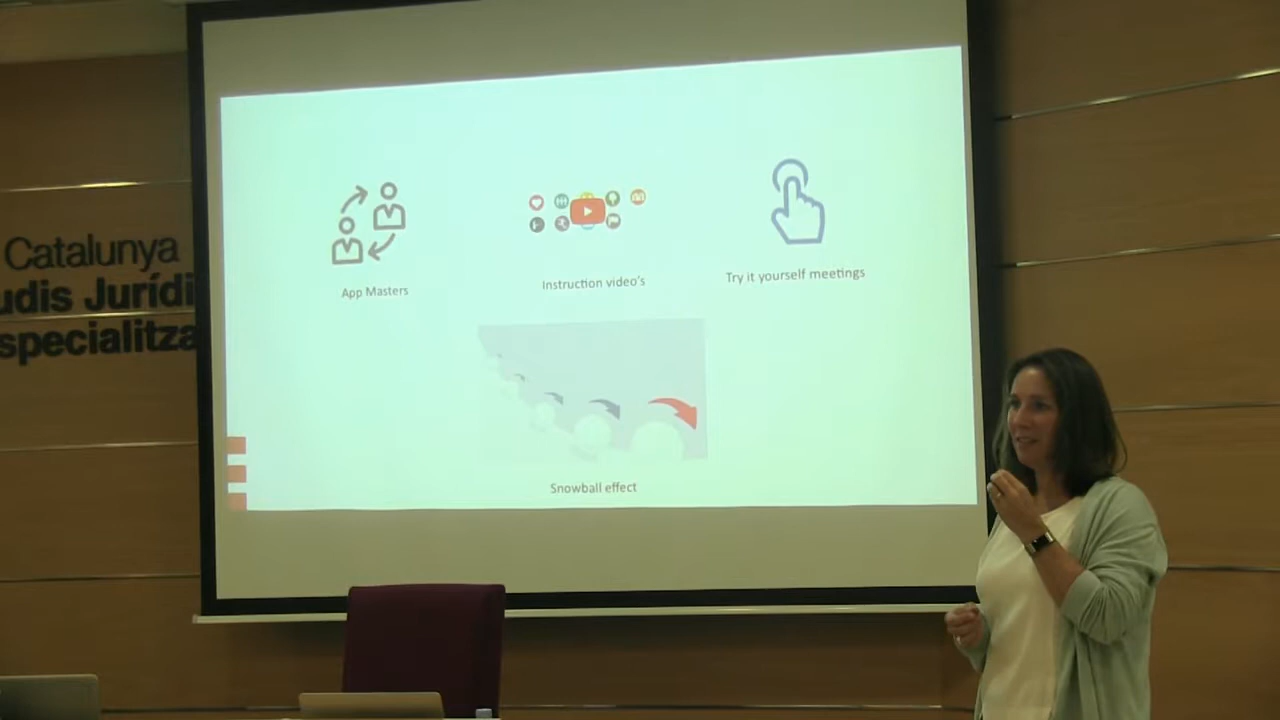 Catalunya
udis Jurídi
specialitza
App Masters
Instruction video's
Try it yourself meetings
Snowball effect